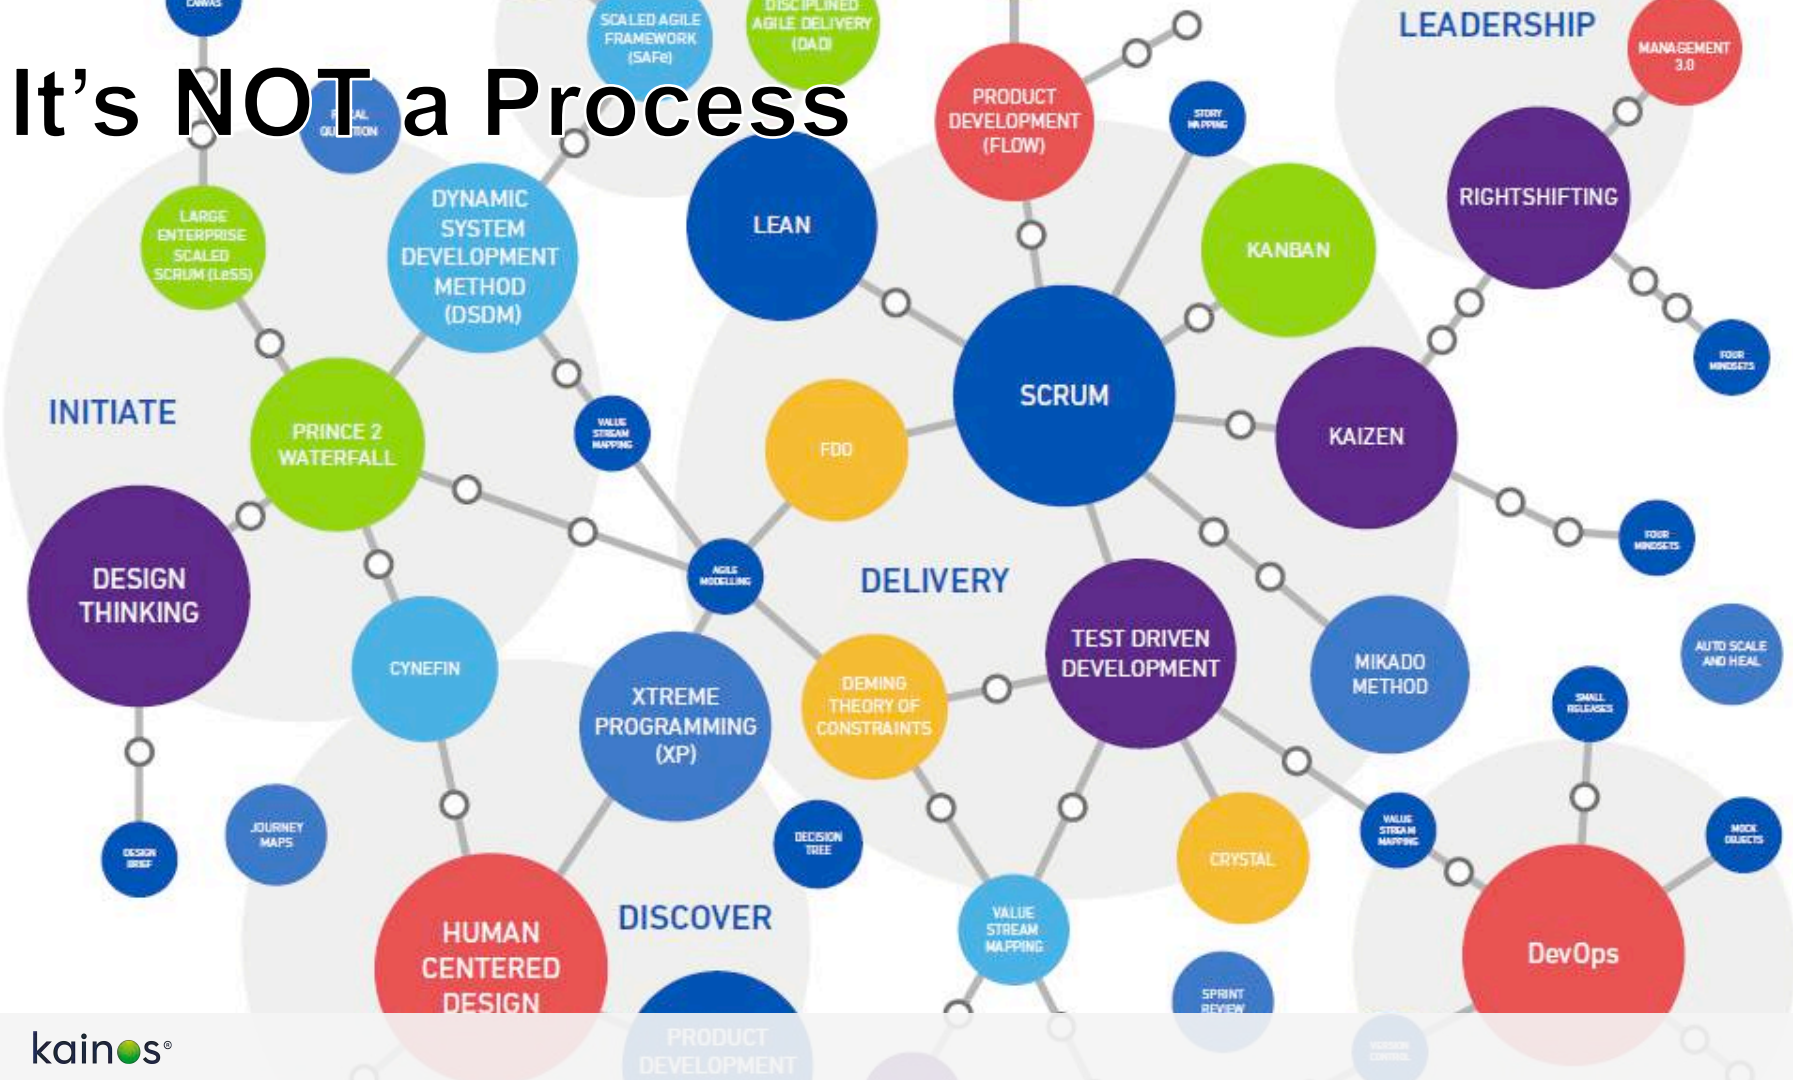 CANVAS
SCALED AGILE
FRAMEWORK
(SAFe)
DISCIPLINED
AGILE DELIVERY
(DAD)
LEADERSHIP
MANAGEMENT
3.0
It's NOT a Process
PRODUCT
DEVELOPMENT
(FLOW)
STORY
MAPPING
LARGE
ENTERPRISE
SCALED
SCRUM (LeSS)
DYNAMIC
SYSTEM
DEVELOPMENT
METHOD
(DSDM)
LEAN
KANBAN
RIGHTSHIFTING
FOUR
MINDSETS
INITIATE
PRINCE 2
WATERFALL
VALUE
STREAM
MAPPING
FDD
SCRUM
KAIZEN
FOUR
MINDSETS
DESIGN
THINKING
AGILE
MODELLING
DELIVERY
CYNEFIN
XTREME
PROGRAMMING
(XP)
DEMING
THEORY OF
CONSTRAINTS
TEST DRIVEN
DEVELOPMENT
MIKADO
METHOD
AUTO SCALE
AND HEAL
SMALL
RELEASES
DESIGN
BRIEF
JOURNEY
MAPS
DECISION
TREE
CRYSTAL
VALUE
STREAM
MAPPING
MOCK
OBJECTS
HUMAN
CENTERED
DESIGN
DISCOVER
VALUE
STREAM
MAPPING
DevOps
SPRINT
REVIEW
PRODUCT
DEVELOPMENT
VERSION
CONTROL
kainos®